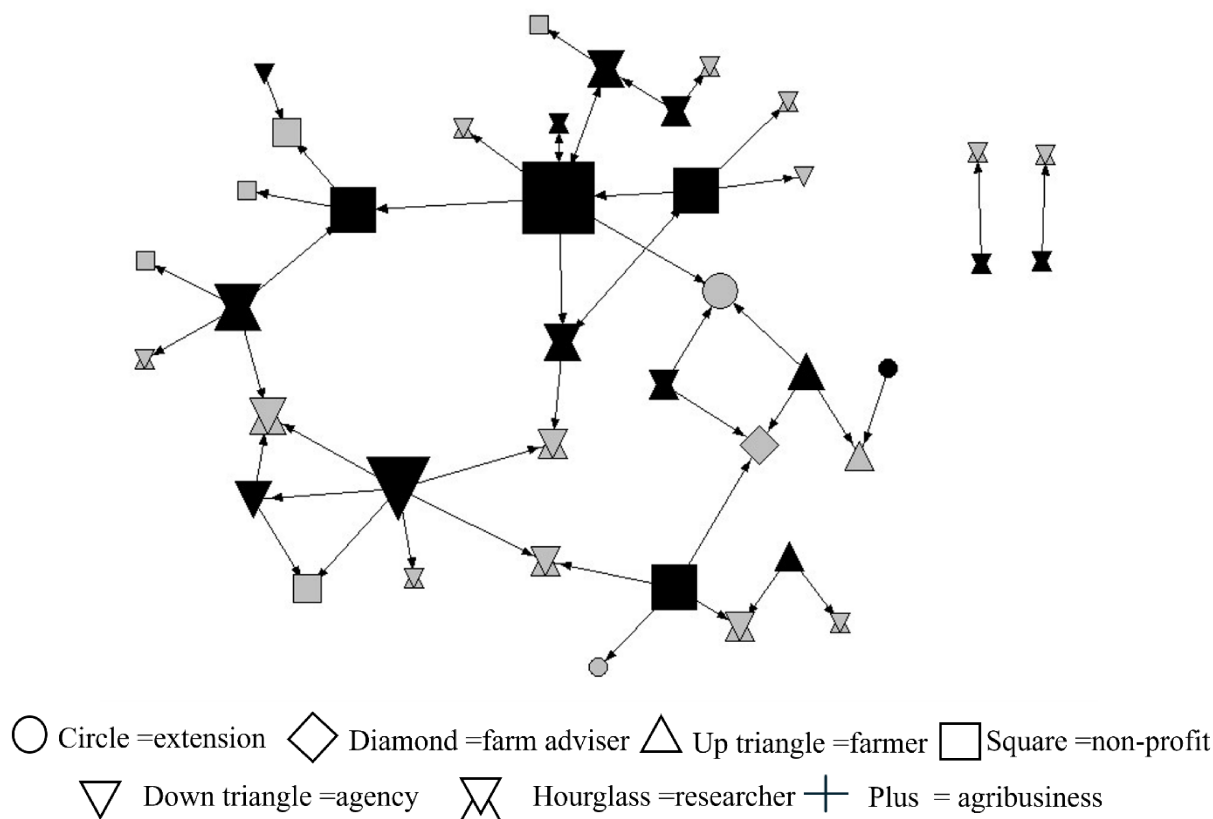 Circle =extension Diamond =farm adviser Up triangle =farmer Square =non-profit
Down triangle =agency Hourglass =researcher Plus = agribusiness